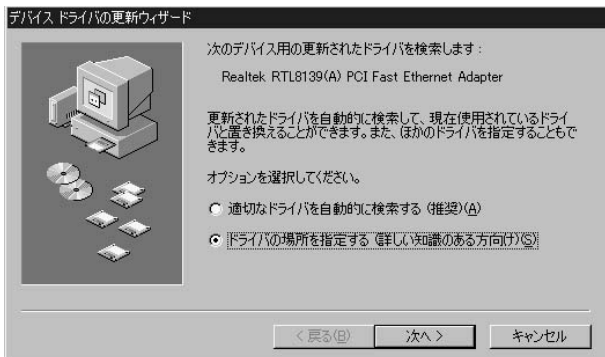 デバイス ドライバの更新ウィザード
次のデバイス用の更新されたドライバを検索します :
Realtek RTL8139(A) PCI Fast Ethernet Adapter
更新されたドライバを自動的に検索して、現在使用されているドライ
バと置き換えることができます。また、ほかのドライバを指定することもで
きます。
オプションを選択してください。
適切なドライバを自動的に検索する (推奨)(A)
ドライバの場所を指定する (詳しい知識のある方向け)(S)
< 戻る(B)
次へ >
キャンセル